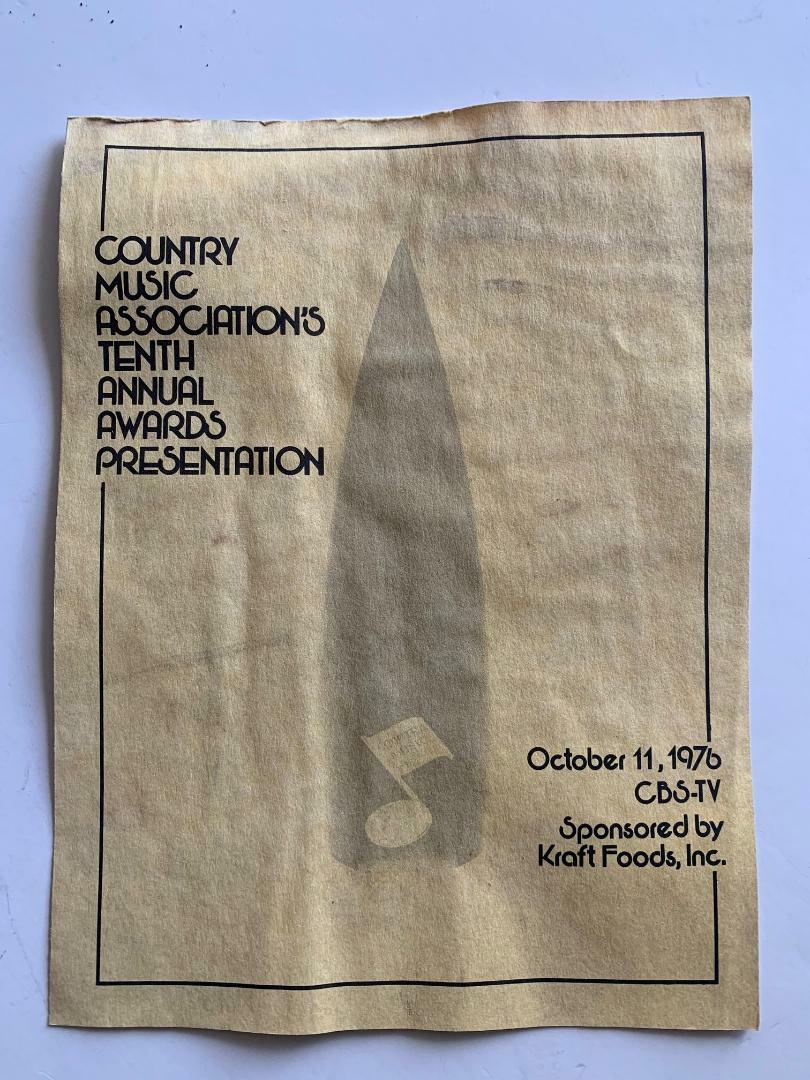 COUNTRY
MUSIC
ASSOCIATION'S
TENTH
ANNUAL
AWARDS
PRESENTATION
October 11, 1976
CBS-TV
Sponsored by
Kraft Foods, Inc.